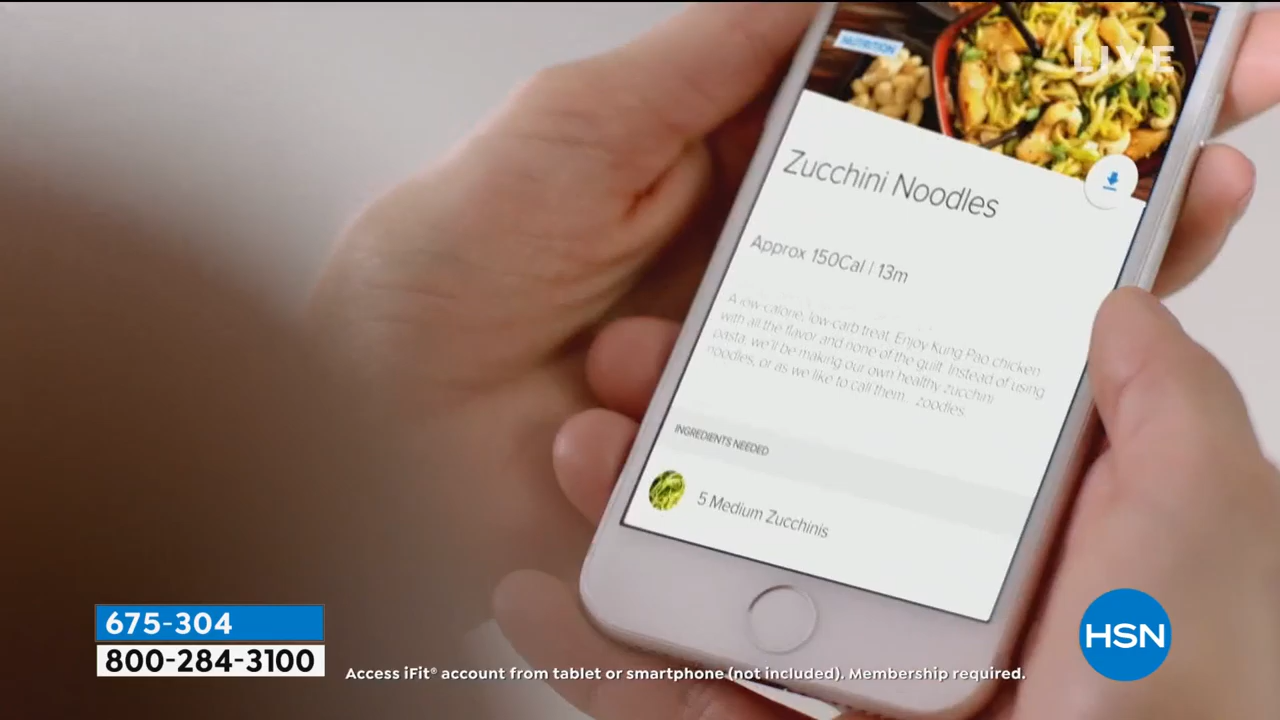 LIVE
NUTRITION
Zucchini Noodles
Approx 150Cal | 13m
A low-calorie, low-carb treat. Enjoy Kung Pao chicken
with all the flavor and none of the guilt. Instead of using
pasta, we'll be making our own healthy zucchini
noodles, or as we like to call them... zoodles.
INGREDIENTS NEEDED
5 Medium Zucchinis
675-304
800-284-3100
Access iFit® account from tablet or smartphone (not included). Membership required.
HSN